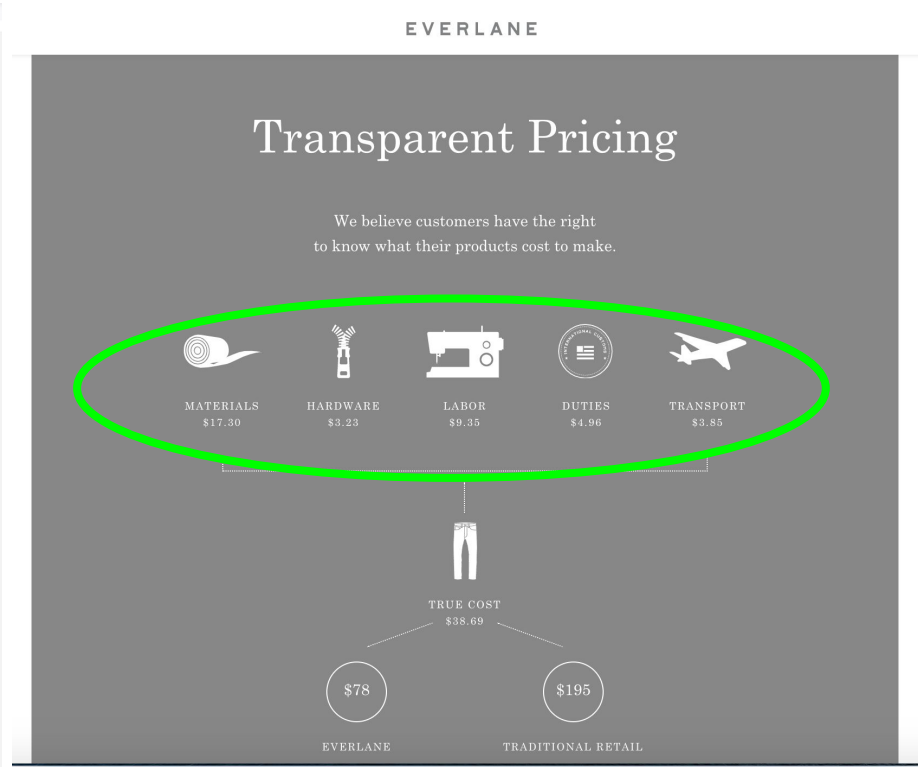 EVERLANE
Transparent Pricing
We believe customers have the right
to know what their products cost to make.
INTERNATIONAL CUSTOMS
MATERIALS
$17.30
HARDWARE
$3.23
LABOR
$9.35
DUTIES
$4.96
TRANSPORT
$3.85
TRUE COST
$38.69
$78
$195
EVERLANE
TRADITIONAL RETAIL